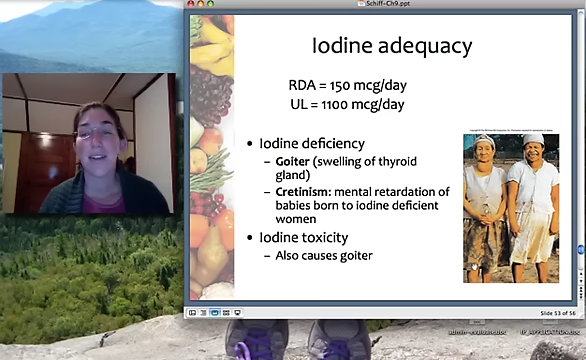 Schiff-Ch9.ppt
Iodine adequacy
RDA = 150 mcg/day
UL = 1100 mcg/day
• Iodine deficiency
– Goiter (swelling of thyroid
gland)
– Cretinism: mental retardation of
babies born to iodine deficient
women
• Iodine toxicity
– Also causes goiter
Slide 53 of 56